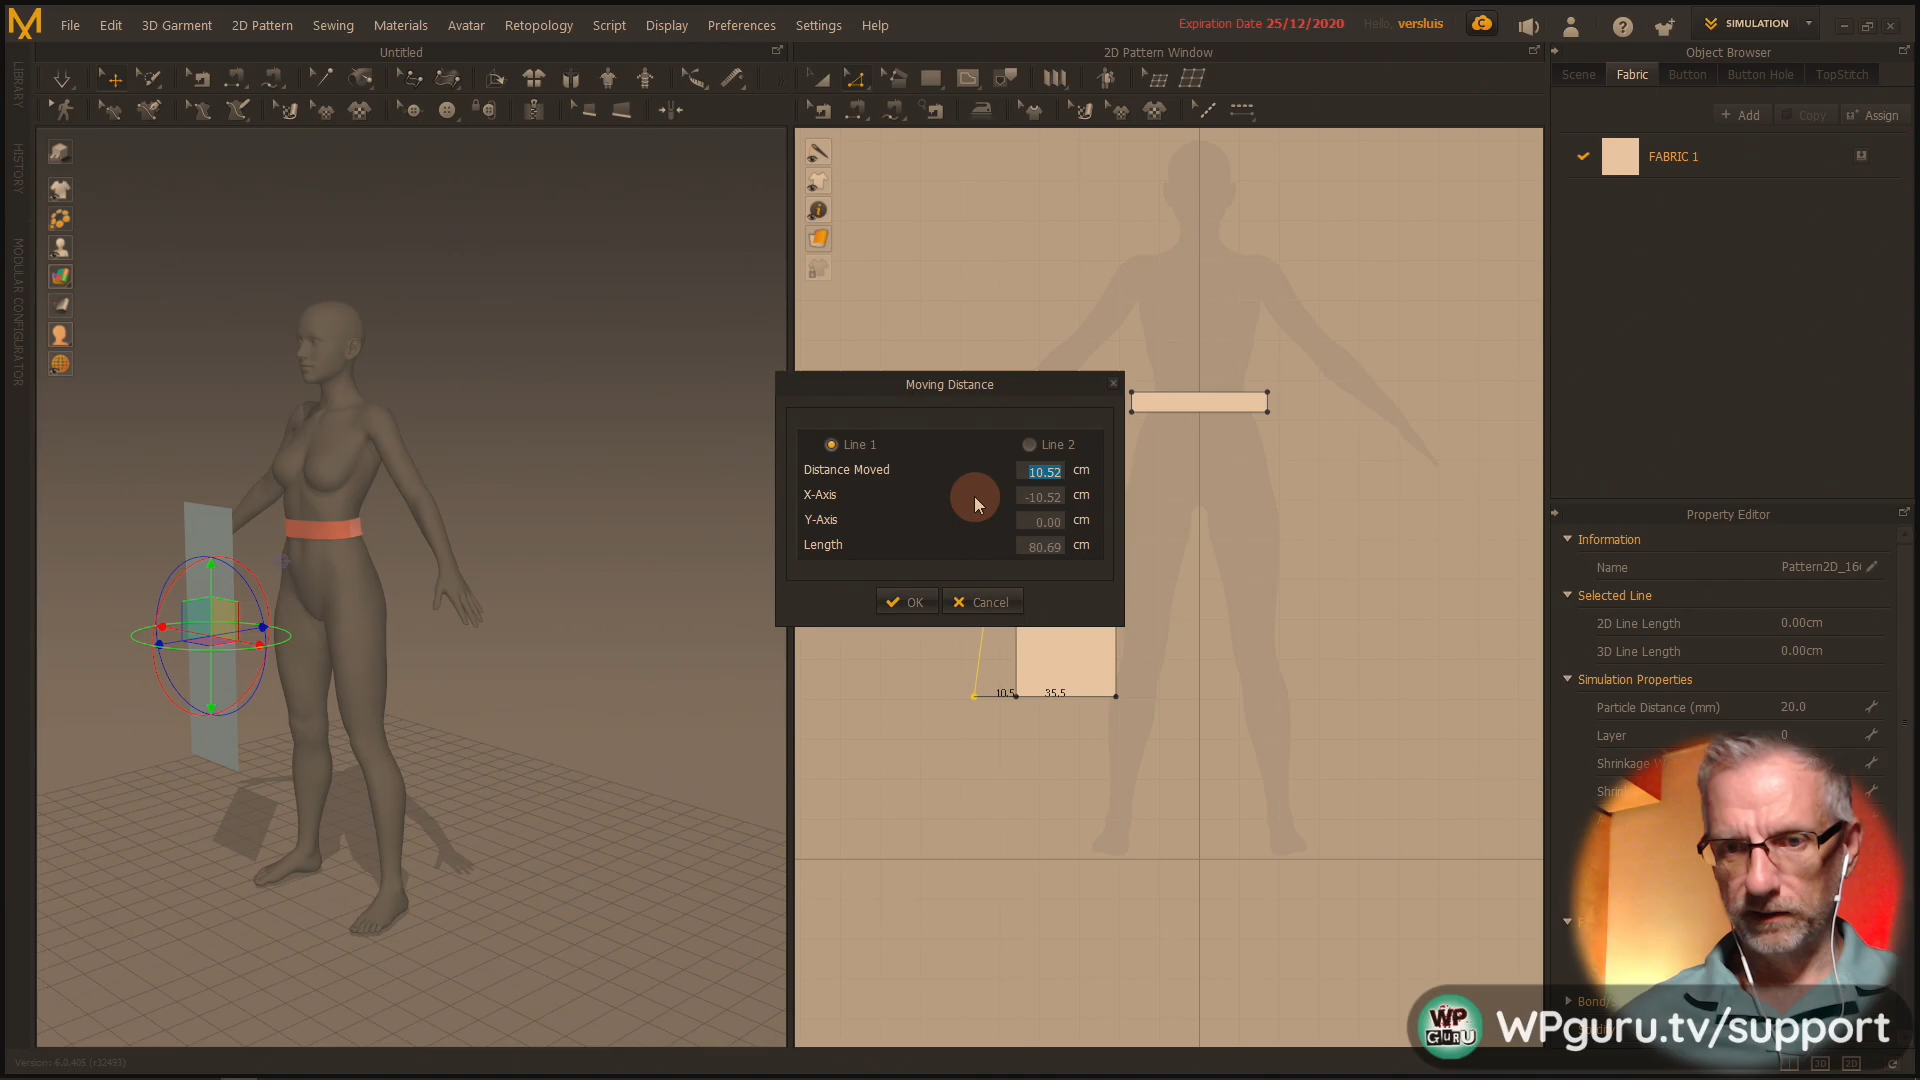 File Edit 3D Garment 2D Pattern Sewing Materials Avatar Retopology Script Display Preferences Settings Help
Expiration Date 25/12/2020 Hello, versluis
SIMULATION
Untitled
2D Pattern Window
Object Browser
Scene Fabric Button Button Hole TopStitch
+ Add Copy Assign
FABRIC 1
LIBRARY
HISTORY
MODULAR CONFIGURATOR
Moving Distance
Line 1 Line 2
Distance Moved 10.52 cm
X-Axis -10.52 cm
Y-Axis 0.00 cm
Length 80.69 cm
OK Cancel
10.5 35.5
Property Editor
Information
Name Pattern2D_16
Selected Line
2D Line Length 0.00cm
3D Line Length 0.00cm
Simulation Properties
Particle Distance (mm) 20.0
Layer 0
Shrinkage
Shrin
Bond/S
WP GURU
WPguru.tv/support
Version: 6.0.405 (r32493)
3D 2D